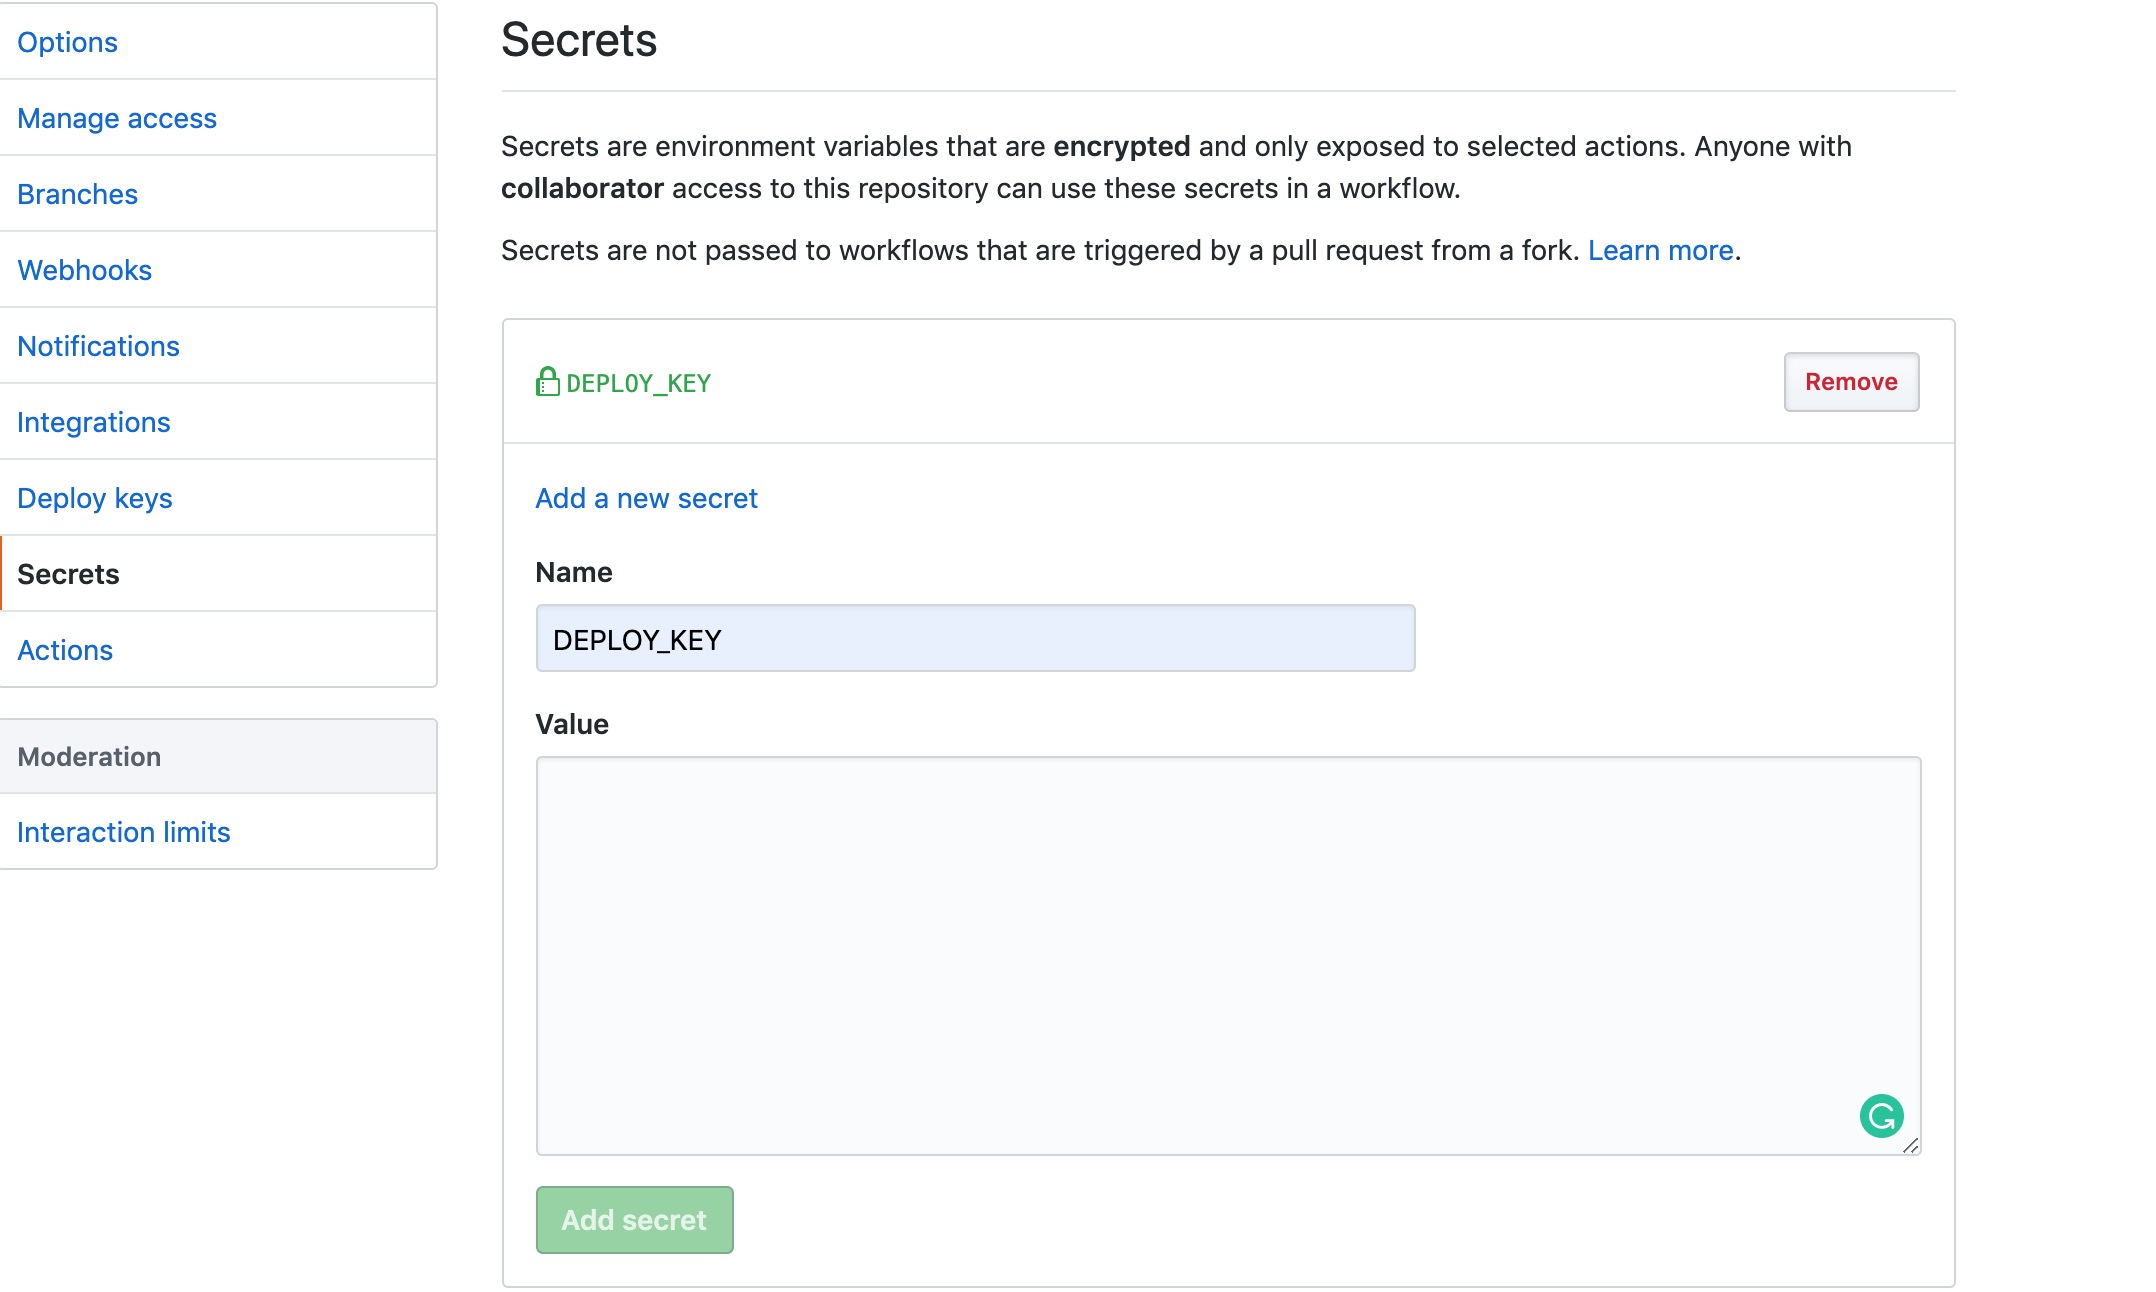 Options
Manage access
Branches
Webhooks
Notifications
Integrations
Deploy keys
Secrets
Actions
Moderation
Interaction limits
Secrets
Secrets are environment variables that are encrypted and only exposed to selected actions. Anyone with
collaborator access to this repository can use these secrets in a workflow.
Secrets are not passed to workflows that are triggered by a pull request from a fork. Learn more.
DEPLOY_KEY
Remove
Add a new secret
Name
DEPLOY_KEY
Value
Add secret